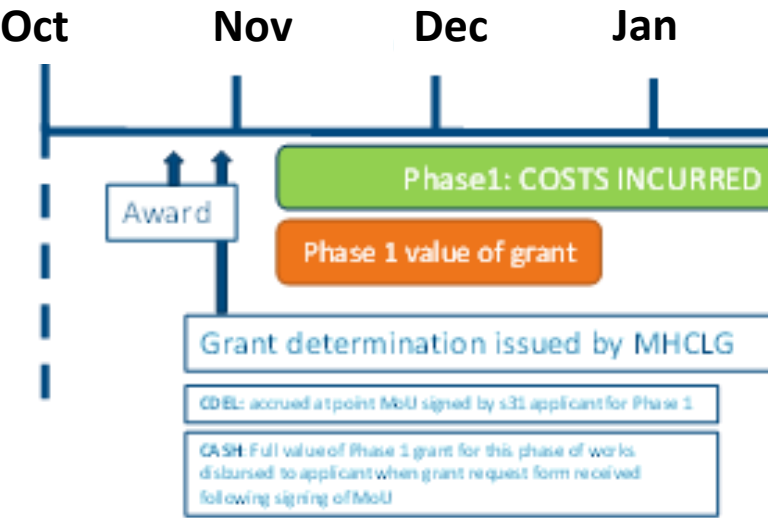 Oct Nov Dec Jan
Phase1: COSTS INCURRED
Award
Phase 1 value of grant
Grant determination issued by MHCLG
CDEL: accrued at point MoU signed by s31 applicant for Phase 1
CASH: Full value of Phase 1 grant for this phase of works
disbursed to applicant when grant request form received
following signing of MoU